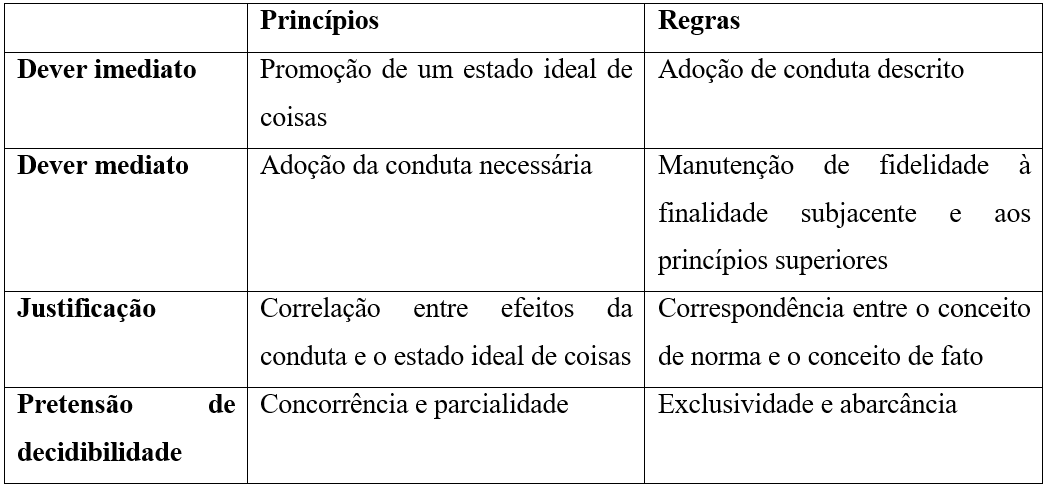 Princípios
Regras
Dever imediato
Promoção de um estado ideal de
coisas
Adoção de conduta descrito
Dever mediato
Adoção da conduta necessária
Manutenção de fidelidade à
finalidade subjacente e aos
princípios superiores
Justificação
Correlação entre efeitos da
conduta e o estado ideal de coisas
Correspondência entre o conceito
de norma e o conceito de fato
Pretensão de
decidibilidade
Concorrência e parcialidade
Exclusividade e abarcância